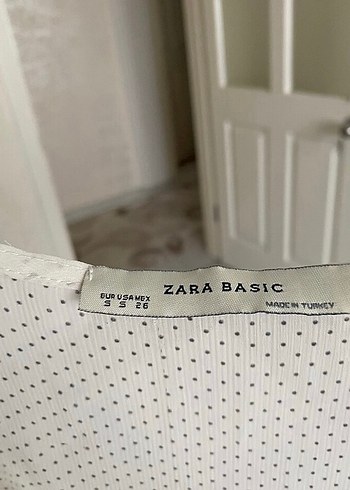 ZARA BASIC
EUR USA MEX
S S 26
MADE IN TURKEY